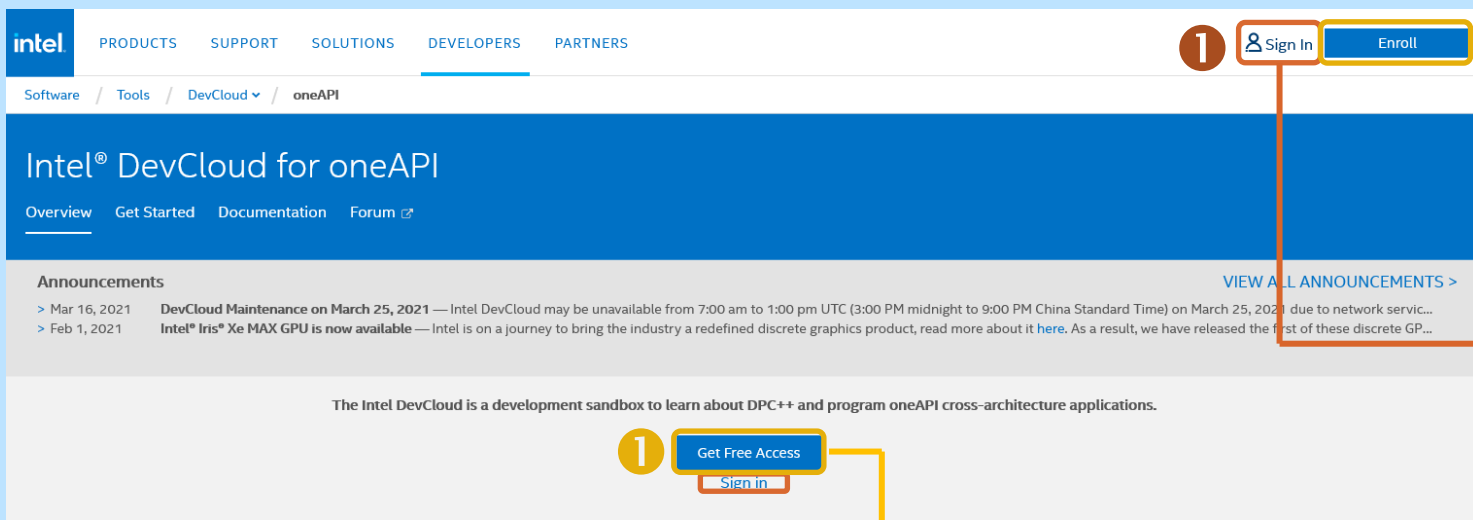 intel.
PRODUCTS SUPPORT SOLUTIONS DEVELOPERS PARTNERS
1 Sign In Enroll
Software / Tools / DevCloud / oneAPI
Intel® DevCloud for oneAPI
Overview Get Started Documentation Forum
Announcements VIEW ALL ANNOUNCEMENTS >
> Mar 16, 2021 DevCloud Maintenance on March 25, 2021 — Intel DevCloud may be unavailable from 7:00 am to 1:00 pm UTC (3:00 PM midnight to 9:00 PM China Standard Time) on March 25, 2021 due to network servic...
> Feb 1, 2021 Intel® Iris® Xe MAX GPU is now available — Intel is on a journey to bring the industry a redefined discrete graphics product, read more about it here. As a result, we have released the first of these discrete GP...
The Intel DevCloud is a development sandbox to learn about DPC++ and program oneAPI cross-architecture applications.
1 Get Free Access
Sign in